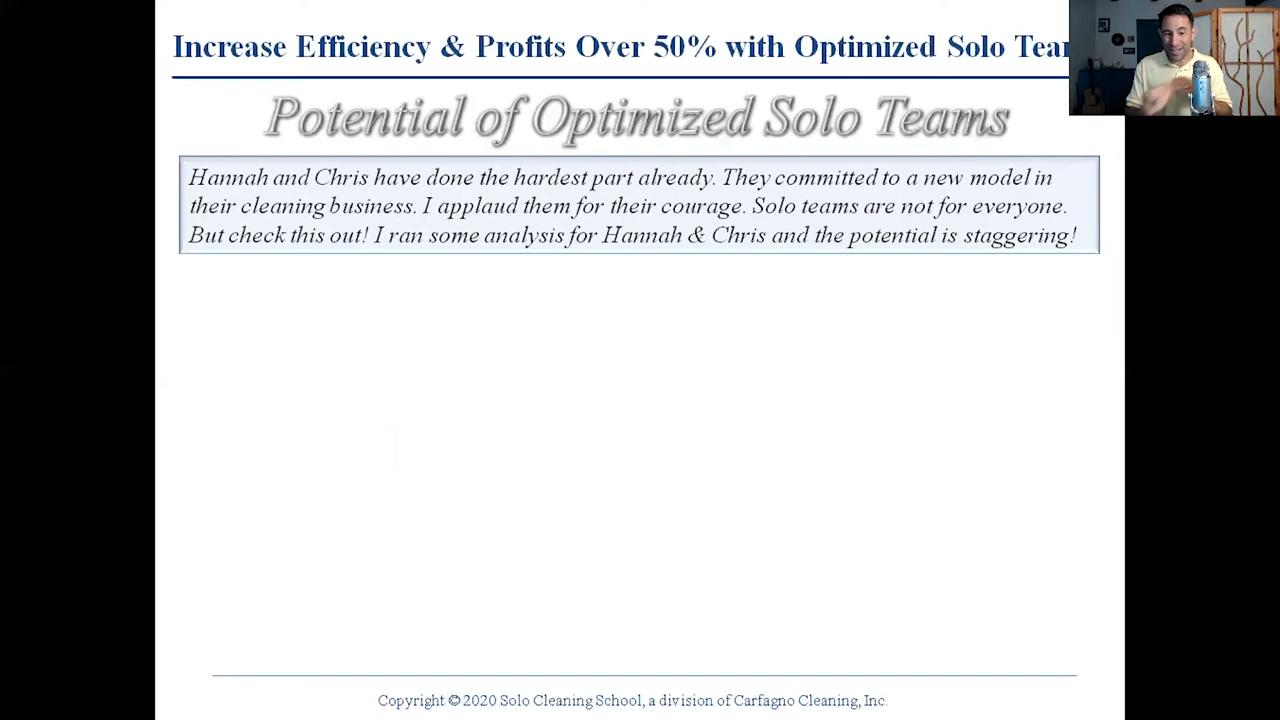 Increase Efficiency & Profits Over 50% with Optimized Solo
Potential of Optimized Solo Teams
Hannah and Chris have done the hardest part already. They committed to a new model in
their cleaning business. I applaud them for their courage. Solo teams are not for everyone.
But check this out! I ran some analysis for Hannah & Chris and the potential is staggering!
Copyright © 2020 Solo Cleaning School, a division of Carfagno Cleaning, Inc.